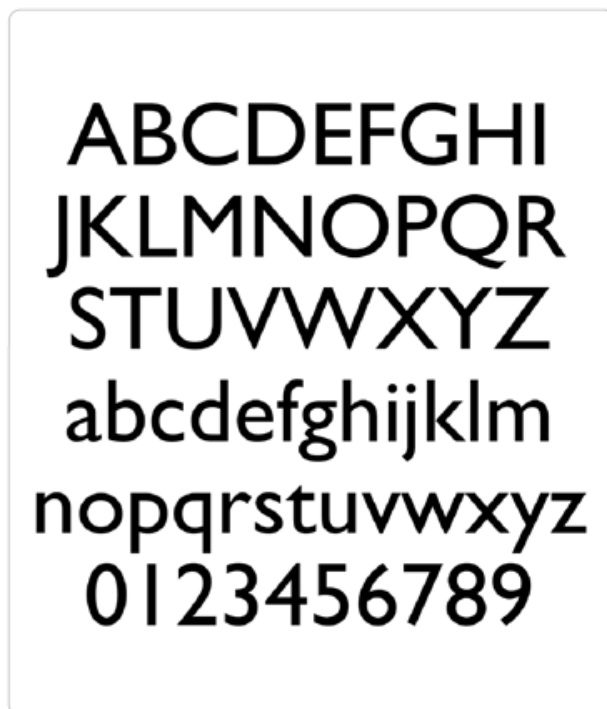 ABCDEFGHI
JKLMNOPQR
STUVWXYZ
abcdefghijklm
nopqrstuvwxyz
0123456789